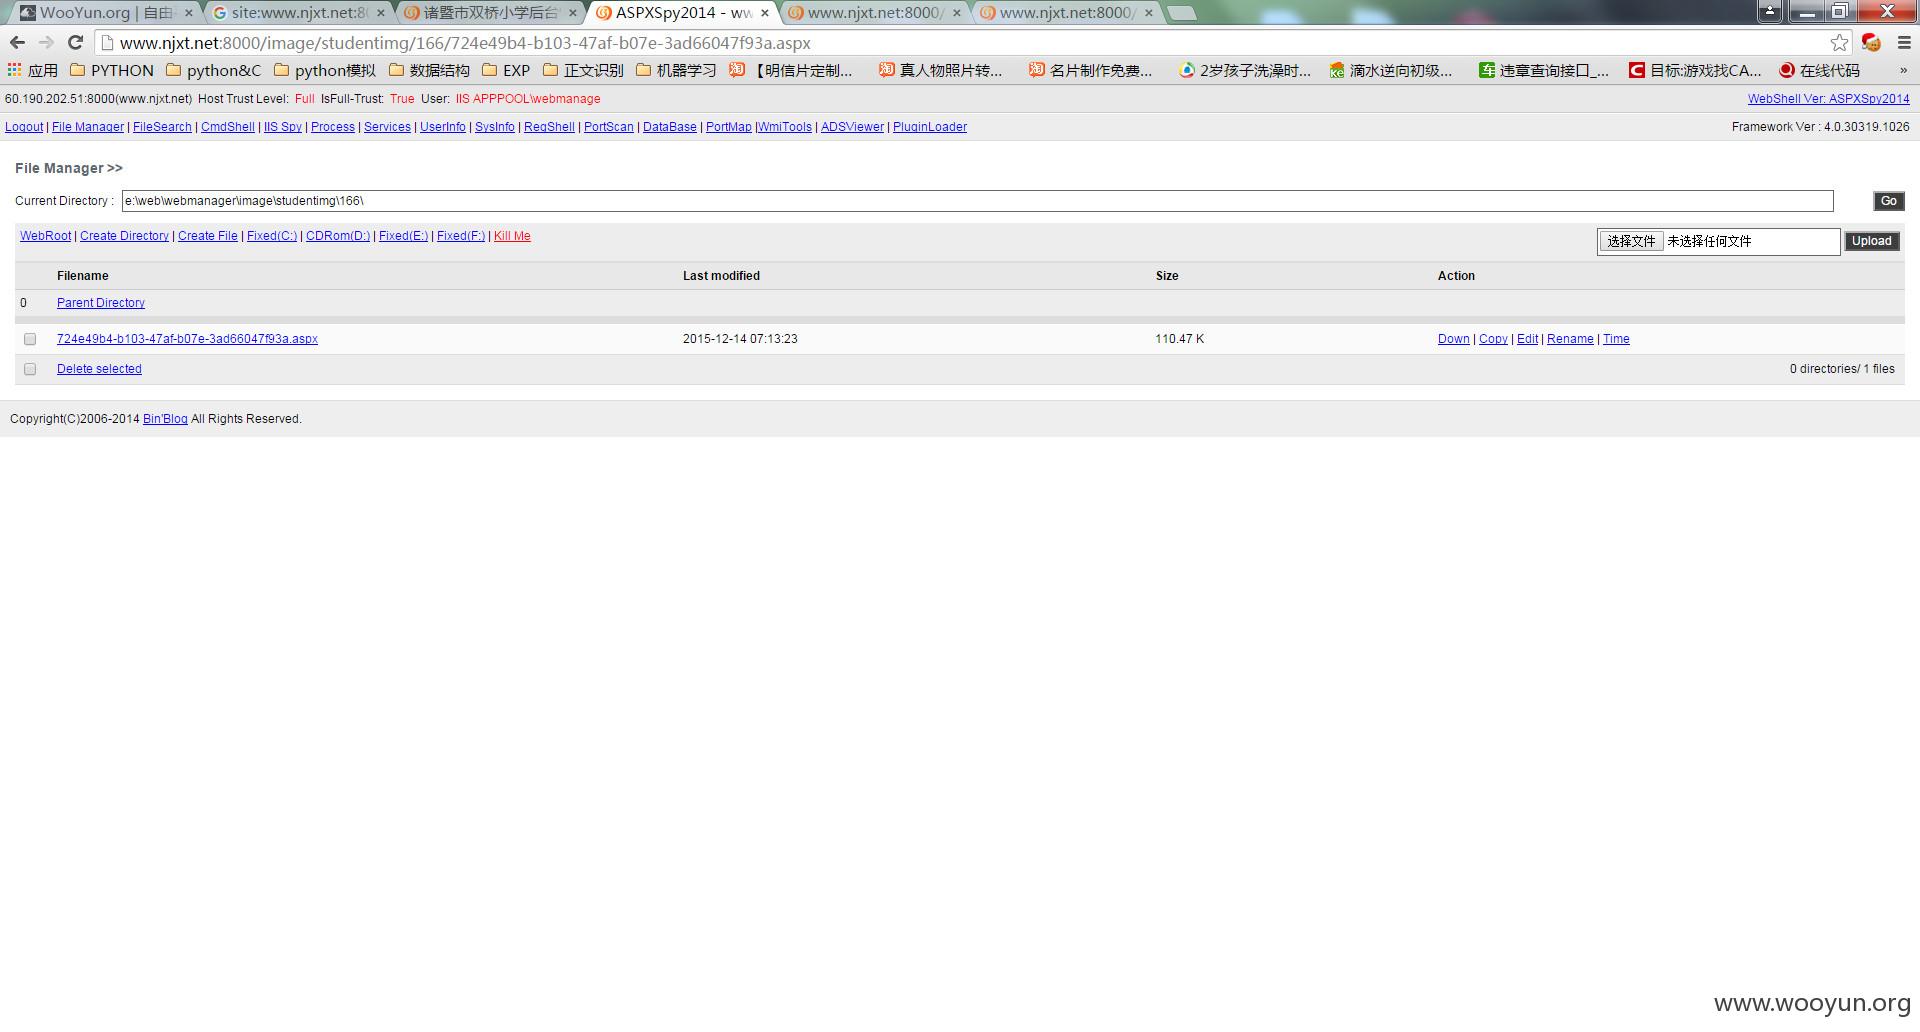 WooYun.org | 自由 site:www.njxt.net:80 诸暨市双桥小学后台 ASPXSpy2014 - ww www.njxt.net:8000/ www.njxt.net:8000/
www.njxt.net:8000/image/studentimg/166/724e49b4-b103-47af-b07e-3ad66047f93a.aspx
应用 PYTHON python&C python模拟 数据结构 EXP 正文识别 机器学习 【明信片定制... 真人物照片转... 名片制作免费... 2岁孩子洗澡时... 滴水逆向初级... 违章查询接口_... 目标:游戏找CA... 在线代码 »
60.190.202.51:8000(www.njxt.net) Host Trust Level: Full IsFull-Trust: True User: IIS APPPOOL\webmanage WebShell Ver: ASPXSpy2014
Logout | File Manager | FileSearch | CmdShell | IIS Spy | Process | Services | UserInfo | SysInfo | RegShell | PortScan | DataBase | PortMap |WmiTools | ADSViewer | PluginLoader Framework Ver : 4.0.30319.1026
File Manager >>
Current Directory : e:\web\webmanager\image\studentimg\166\ Go
WebRoot | Create Directory | Create File | Fixed(C:) | CDRom(D:) | Fixed(E:) | Fixed(F:) | Kill Me 选择文件 未选择任何文件 Upload
Filename Last modified Size Action
0 Parent Directory
724e49b4-b103-47af-b07e-3ad66047f93a.aspx 2015-12-14 07:13:23 110.47 K Down | Copy | Edit | Rename | Time
Delete selected 0 directories/ 1 files
Copyright(C)2006-2014 Bin'Blog All Rights Reserved.
www.wooyun.org